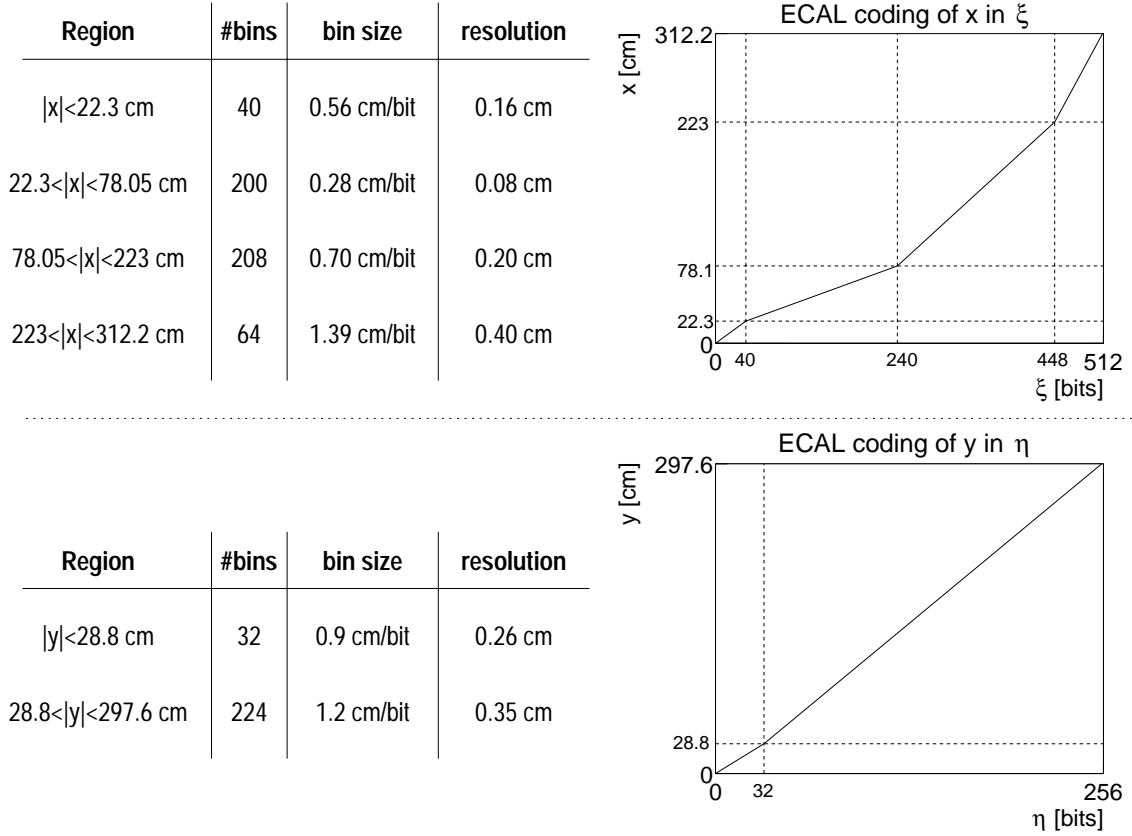 Region #bins bin size resolution
|x|<22.3 cm 40 0.56 cm/bit 0.16 cm
22.3<|x|<78.05 cm 200 0.28 cm/bit 0.08 cm
78.05<|x|<223 cm 208 0.70 cm/bit 0.20 cm
223<|x|<312.2 cm 64 1.39 cm/bit 0.40 cm
ECAL coding of x in ξ
x [cm]
312.2
223
78.1
22.3
0
0 40 240 448 512
ξ [bits]
Region #bins bin size resolution
|y|<28.8 cm 32 0.9 cm/bit 0.26 cm
28.8<|y|<297.6 cm 224 1.2 cm/bit 0.35 cm
ECAL coding of y in η
y [cm]
297.6
28.8
0
0 32 256
η [bits]